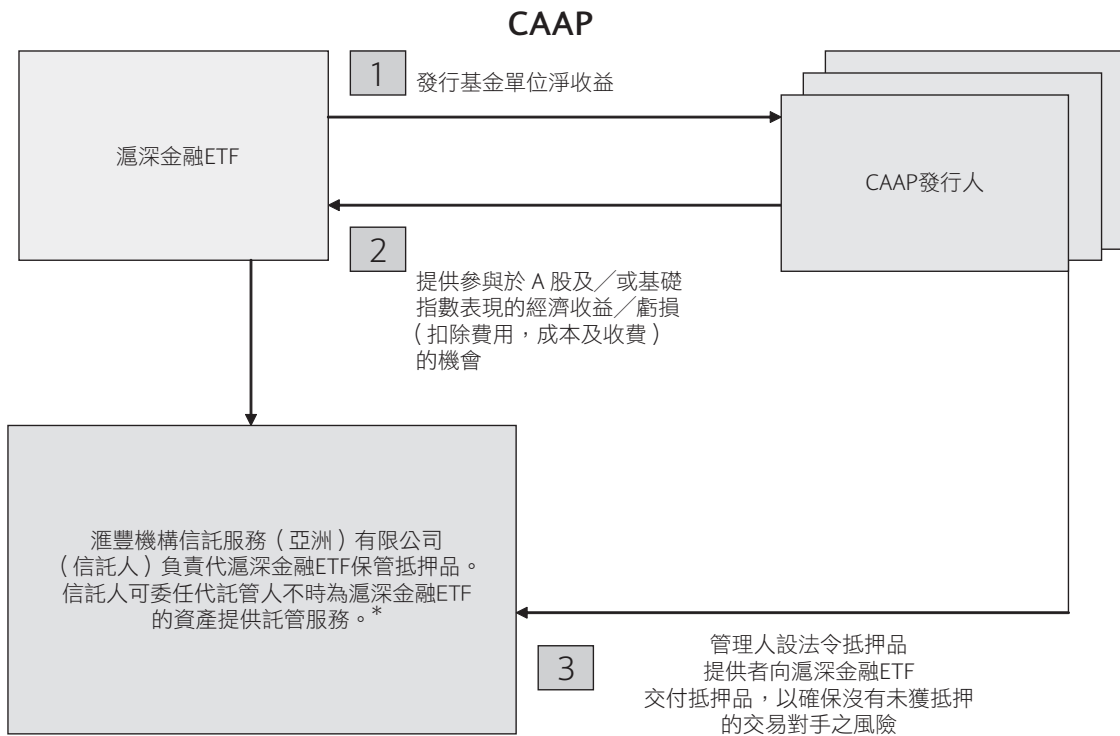 CAAP
1
發行基金單位淨收益
滬深金融ETF
CAAP發行人
2
提供參與於 A 股及／或基礎
指數表現的經濟收益／虧損
（扣除費用，成本及收費）
的機會
滙豐機構信託服務（亞洲）有限公司
（信託人）負責代滬深金融ETF保管抵押品。
信託人可委任代託管人不時為滬深金融ETF
的資產提供託管服務。*
3
管理人設法令抵押品
提供者向滬深金融ETF
交付抵押品，以確保沒有未獲抵押
的交易對手之風險